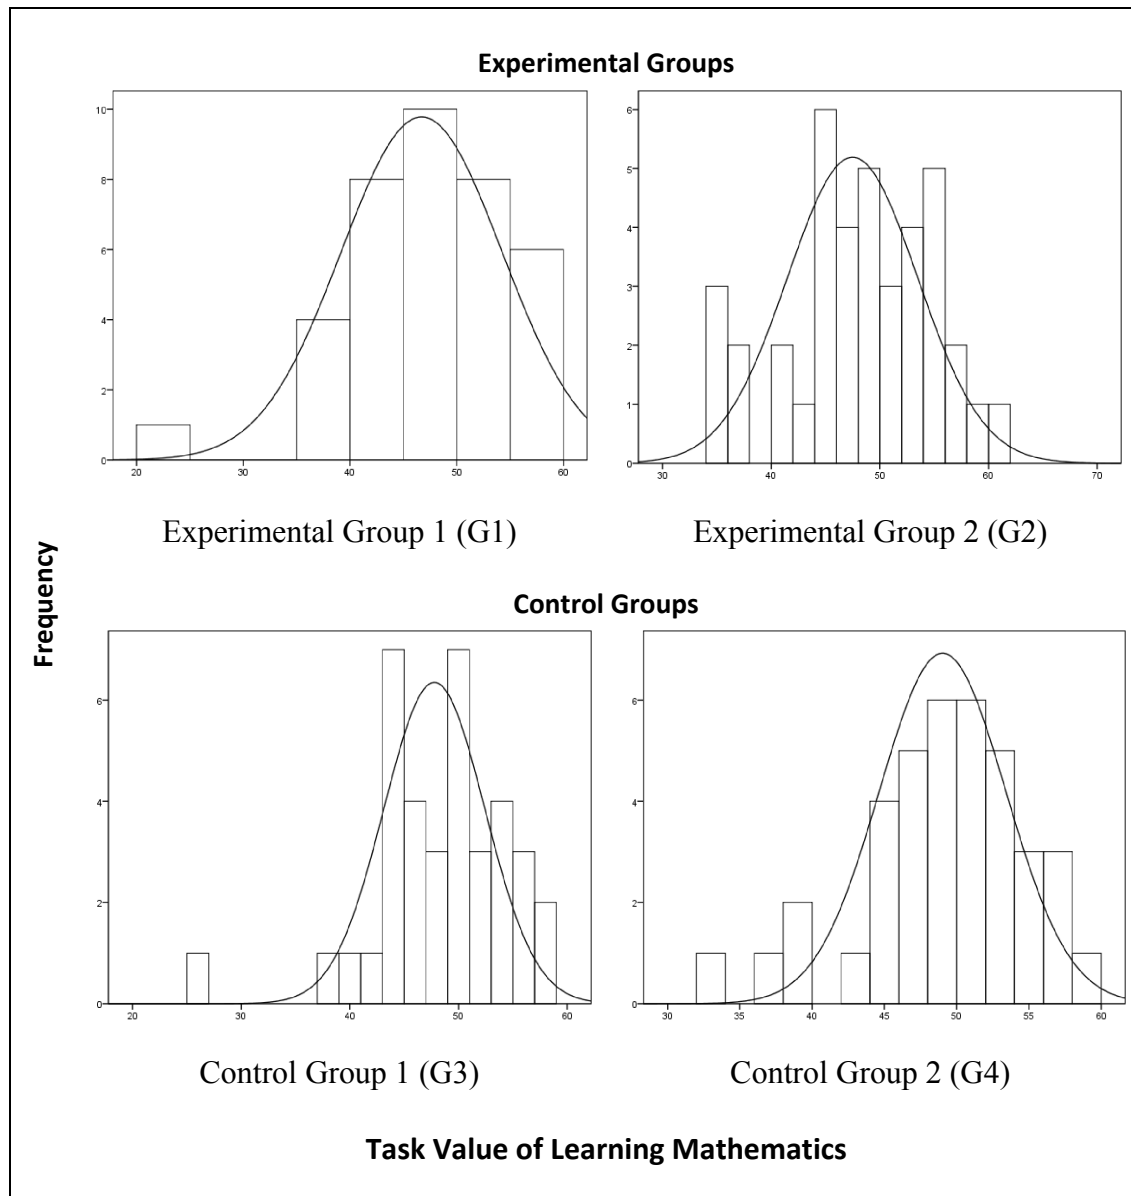 Experimental Groups
10
8
6
4
2
0
20 30 40 50 60
6
5
4
3
2
1
0
30 40 50 60 70
Experimental Group 1 (G1) Experimental Group 2 (G2)
Frequency
Control Groups
6
4
2
0
20 30 40 50 60
6
4
2
0
30 35 40 45 50 55 60
Control Group 1 (G3) Control Group 2 (G4)
Task Value of Learning Mathematics